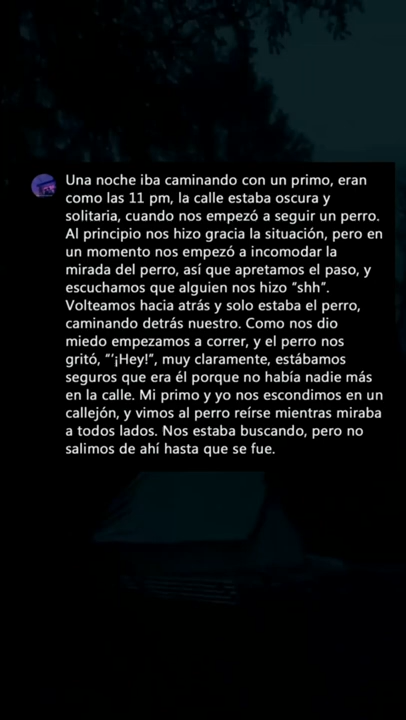 Una noche iba caminando con un primo, eran
como las 11 pm, la calle estaba oscura y
solitaria, cuando nos empezó a seguir un perro.
Al principio nos hizo gracia la situación, pero en
un momento nos empezó a incomodar la
mirada del perro, así que apretamos el paso, y
escuchamos que alguien nos hizo “shh”.
Volteamos hacia atrás y solo estaba el perro,
caminando detrás nuestro. Como nos dio
miedo empezamos a correr, y el perro nos
gritó, “'¡Hey!”, muy claramente, estábamos
seguros que era él porque no había nadie más
en la calle. Mi primo y yo nos escondimos en un
callejón, y vimos al perro reírse mientras miraba
a todos lados. Nos estaba buscando, pero no
salimos de ahí hasta que se fue.